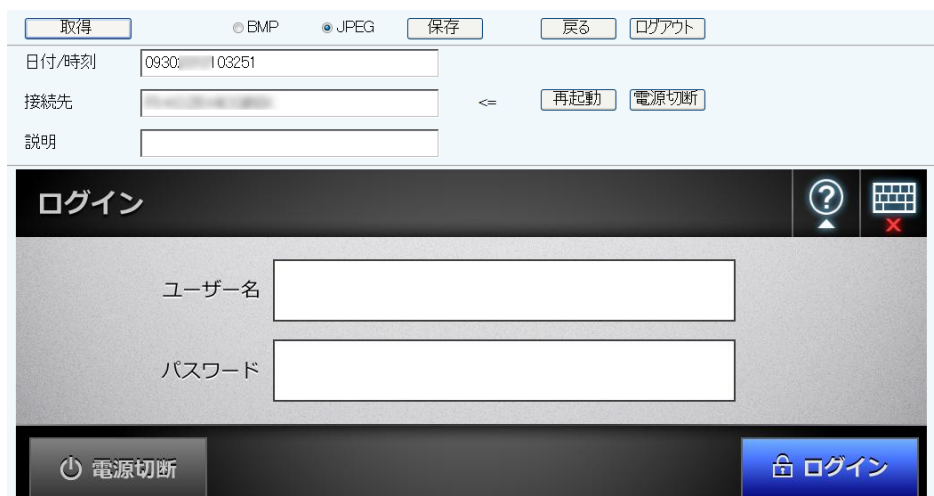 取得 BMP JPEG 保存 戻る ログアウト
日付/時刻 0930 103251
接続先 <= 再起動 電源切断
説明
ログイン ?
ユーザー名
パスワード
電源切断 ログイン